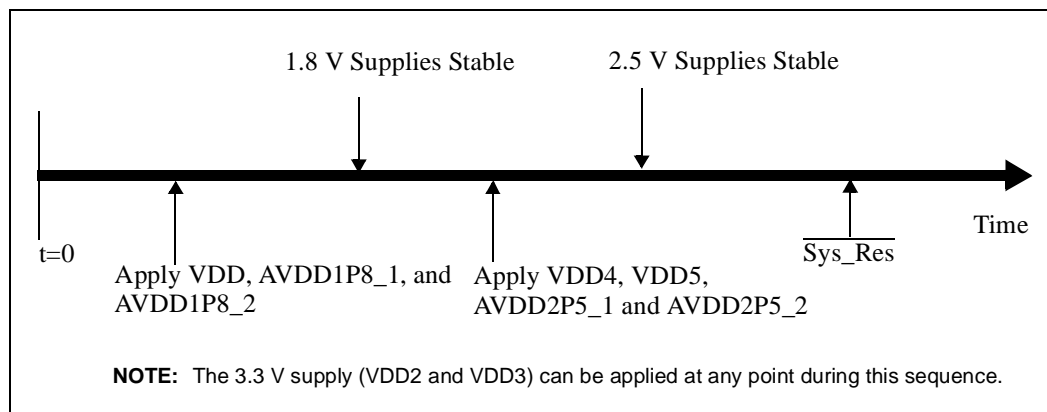 1.8 V Supplies Stable
2.5 V Supplies Stable
t=0
Time
Sys_Res
Apply VDD, AVDD1P8_1, and
AVDD1P8_2
Apply VDD4, VDD5,
AVDD2P5_1 and AVDD2P5_2
NOTE: The 3.3 V supply (VDD2 and VDD3) can be applied at any point during this sequence.